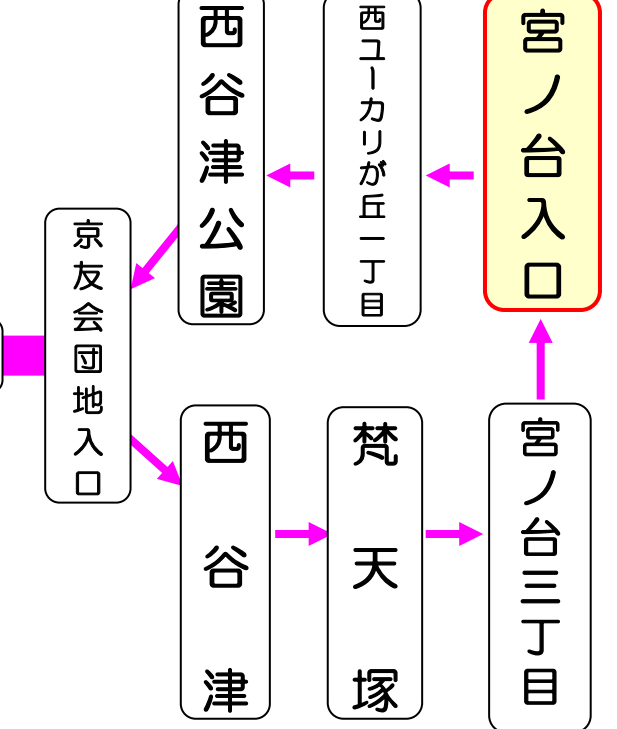 宮ノ台入口
西ユーカリが丘一丁目
西谷津公園
京友会団地入口
西谷津
梵天塚
宮ノ台三丁目